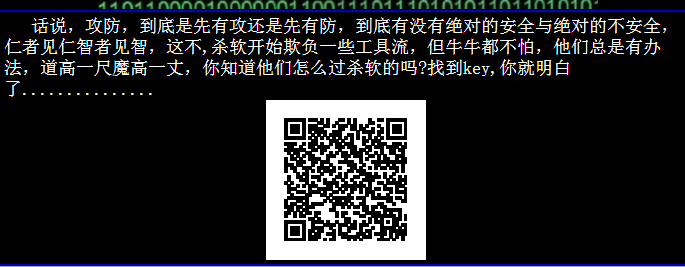 话说，攻防，到底是先有攻还是先有防，到底有没有绝对的安全与绝对的不安全，
仁者见仁智者见智，这不,杀软开始欺负一些工具流，但牛牛都不怕，他们总是有办
法，道高一尺魔高一丈，你知道他们怎么过杀软的吗?找到key,你就明白
了...............